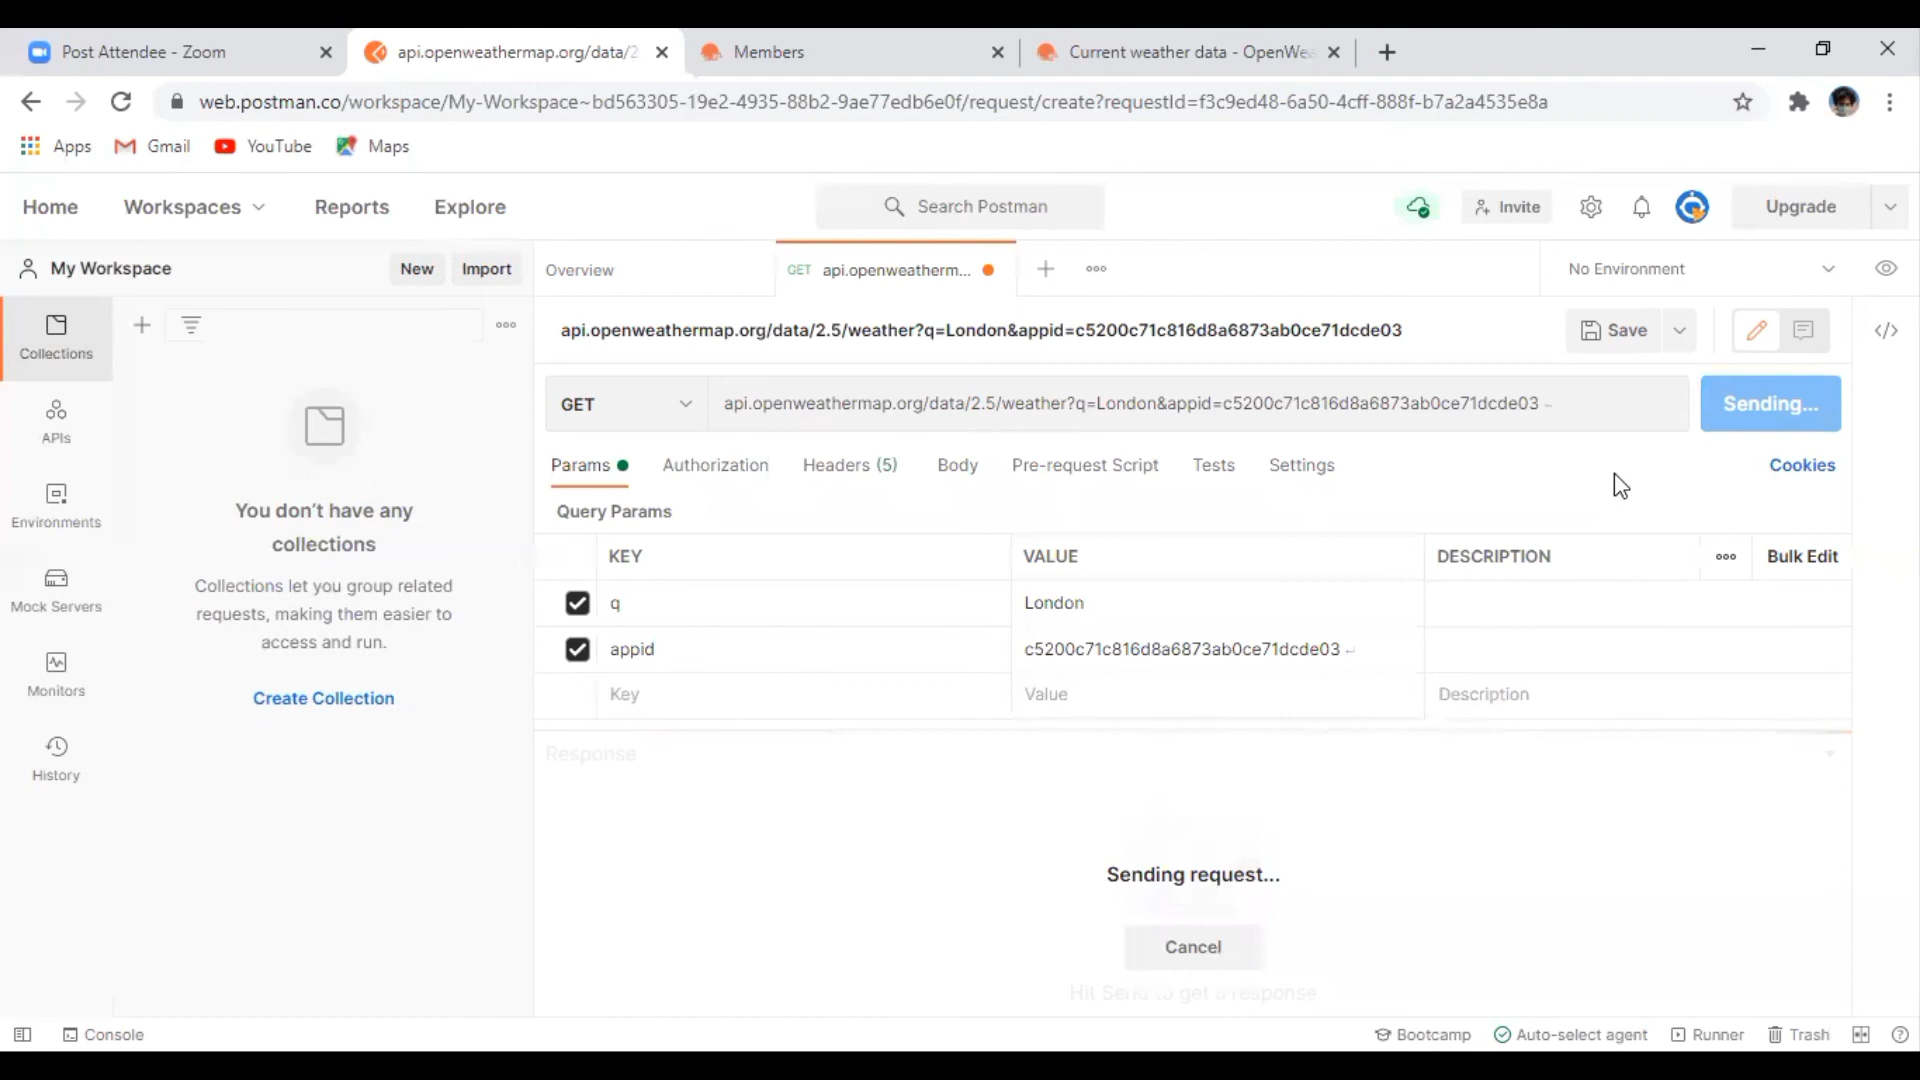 Post Attendee - Zoom
api.openweathermap.org/data/2
Members
Current weather data - OpenWea
web.postman.co/workspace/My-Workspace~bd563305-19e2-4935-88b2-9ae77edb6e0f/request/create?requestId=f3c9ed48-6a50-4cff-888f-b7a2a4535e8a
Apps
Gmail
YouTube
Maps
Home
Workspaces
Reports
Explore
Search Postman
Invite
Upgrade
My Workspace
New
Import
Overview
GET api.openweatherm...
No Environment
Collections
api.openweathermap.org/data/2.5/weather?q=London&appid=c5200c71c816d8a6873ab0ce71dcde03
Save
GET
api.openweathermap.org/data/2.5/weather?q=London&appid=c5200c71c816d8a6873ab0ce71dcde03
Sending...
APIs
Environments
Mock Servers
Monitors
History
You don't have any
collections
Collections let you group related
requests, making them easier to
access and run.
Create Collection
Params
Authorization
Headers (5)
Body
Pre-request Script
Tests
Settings
Cookies
Query Params
KEY
VALUE
DESCRIPTION
Bulk Edit
q
London
appid
c5200c71c816d8a6873ab0ce71dcde03
Key
Value
Description
Response
Sending request...
Cancel
Hit Send to get a response
Console
Bootcamp
Auto-select agent
Runner
Trash